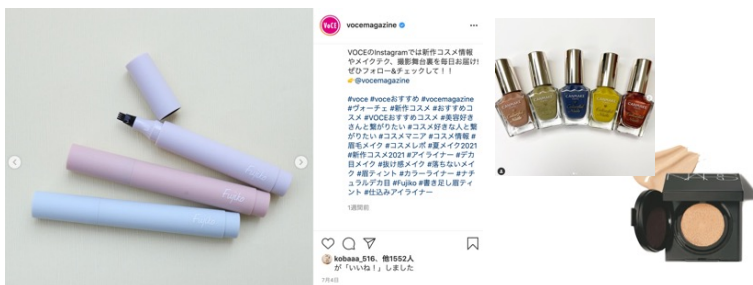 Fujiko
Fujiko
Fujiko
VOCE
vocemagazine
VOCEのInstagramでは新作コスメ情報
やメイクテク、撮影舞台裏を毎日お届け!
ぜひフォロー&チェックして！！
👉@vocemagazine
#voce #voceおすすめ #vocemagazine
#ヴォーチェ #新作コスメ #おすすめコ
スメ #VOCEおすすめコスメ #美容好き
さんと繋がりたい #コスメ好きな人と繋
がりたい #コスメマニア #コスメ情報 #
眉毛メイク #コスメレポ #夏メイク2021
#新作コスメ2021 #アイライナー #デカ
目メイク #抜け感メイク #落ちないメイ
ク #眉ティント #カラーライナー #ナチ
ュラルデカ目 #Fujiko #書き足し眉ティ
ント #仕込みアイライナー
1週間前
kobaaa_516、他1552人
が「いいね！」しました
7月4日
CANMAKE
NARS